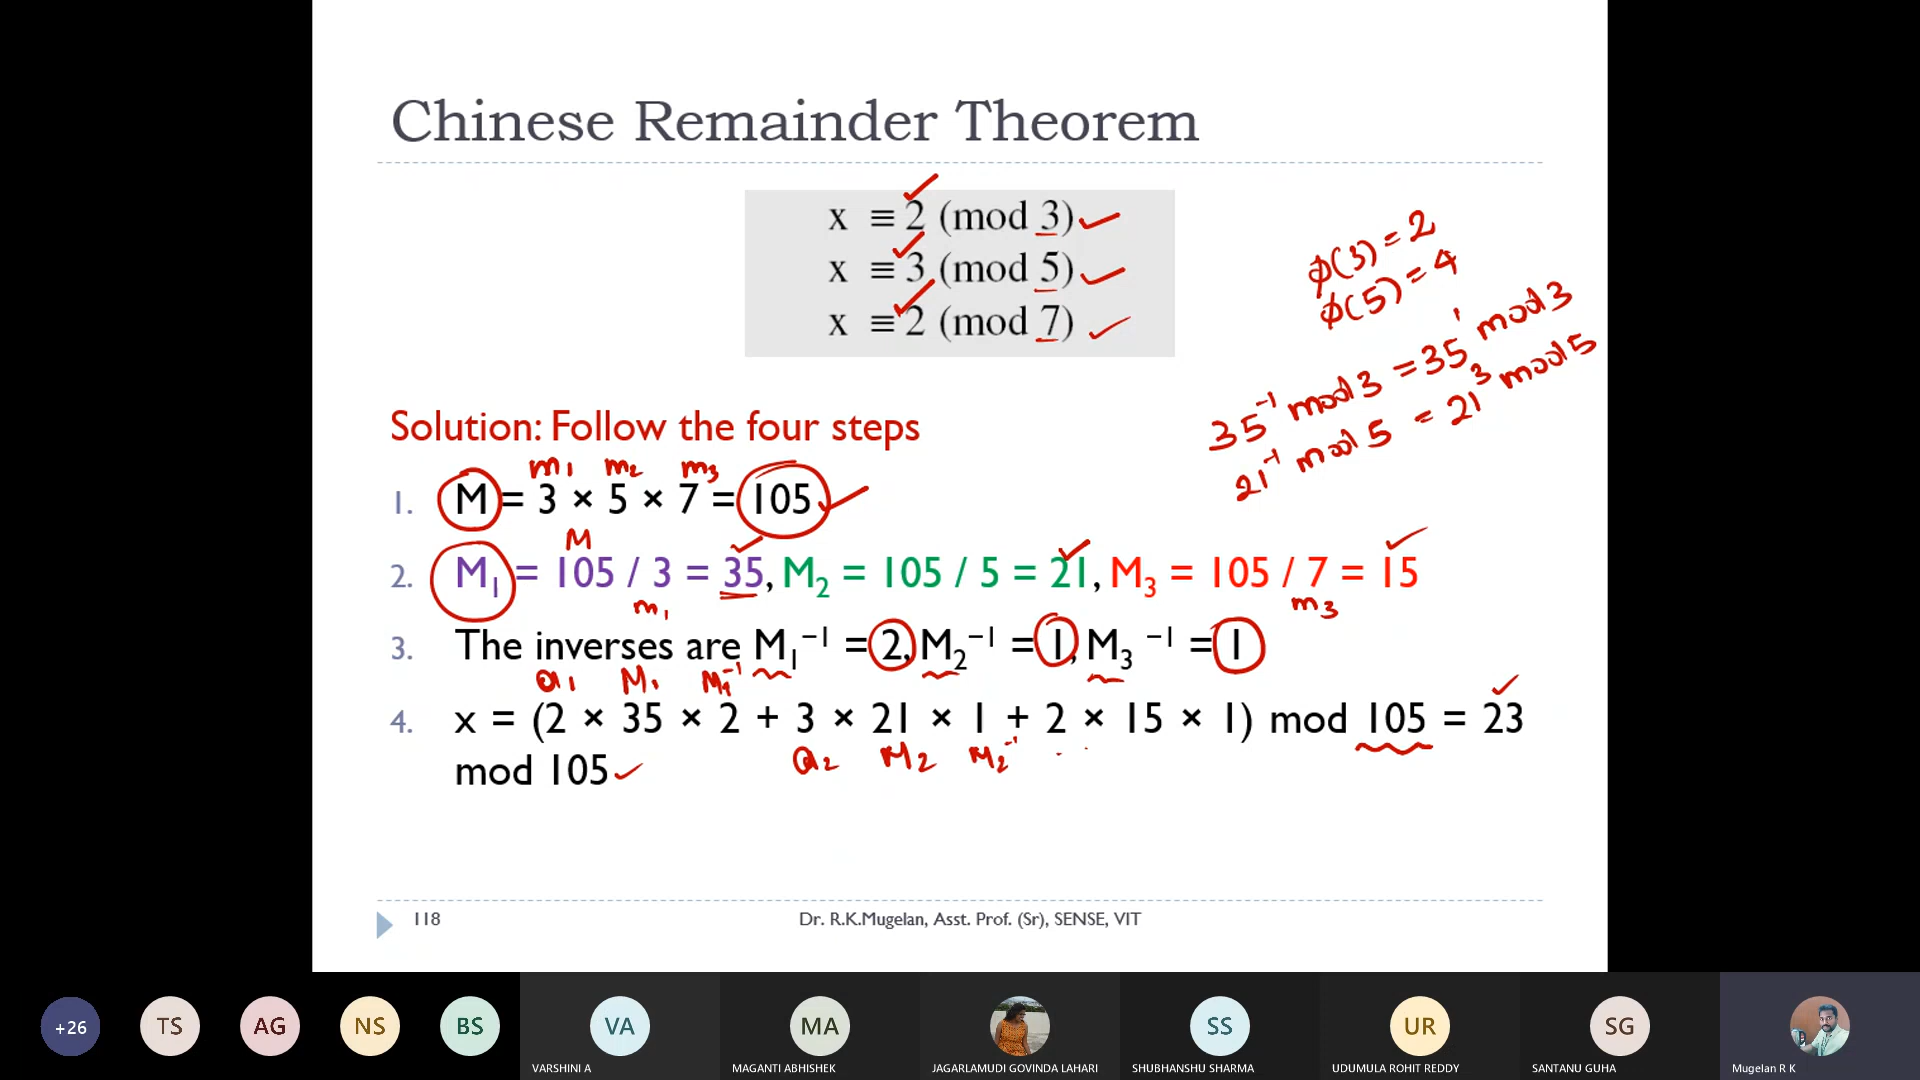 Chinese Remainder Theorem
x ≡ 2 (mod 3)
x ≡ 3 (mod 5)
x ≡ 2 (mod 7)
φ(3) = 2
φ(5) = 4
35⁻¹ mod 3 = 35¹ mod 3
21⁻¹ mod 5 = 21³ mod 5
Solution: Follow the four steps
m₁ m₂ m₃
1. M = 3 × 5 × 7 = 105
M
2. M₁ = 105 / 3 = 35, M₂ = 105 / 5 = 21, M₃ = 105 / 7 = 15
m₁ m₃
3. The inverses are M₁⁻¹ = 2, M₂⁻¹ = 1, M₃⁻¹ = 1
a₁ M₁ M₁⁻¹
4. x = (2 × 35 × 2 + 3 × 21 × 1 + 2 × 15 × 1) mod 105 = 23
a₂ M₂ M₂⁻¹
mod 105
118 Dr. R.K.Mugelan, Asst. Prof. (Sr), SENSE, VIT
+26 TS AG NS BS VA MA SS UR SG
VARSHINI A MAGANTI ABHISHEK JAGARLAMUDI GOVINDA LAHARI SHUBHANSHU SHARMA UDUMULA ROHIT REDDY SANTANU GUHA Mugelan R K